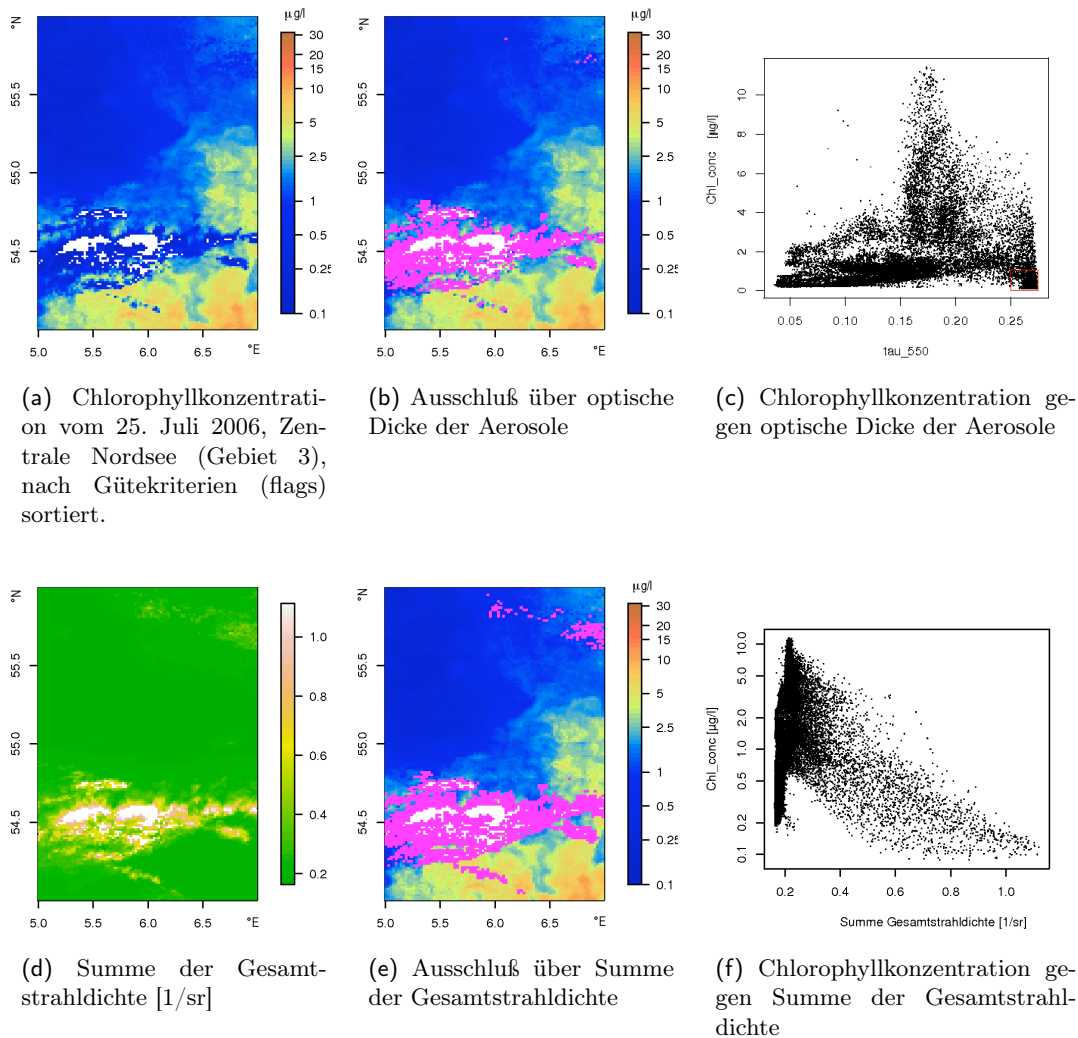 °N
µg/l
30
20
15
10
5
2.5
1
0.5
0.25
0.1
55.5
55.0
54.5
5.0
5.5
6.0
6.5
°E
(a) Chlorophyllkonzentrati-
on vom 25. Juli 2006, Zen-
trale Nordsee (Gebiet 3),
nach Gütekriterien (flags)
sortiert.
°N
µg/l
30
20
15
10
5
2.5
1
0.5
0.25
0.1
55.5
55.0
54.5
5.0
5.5
6.0
6.5
°E
(b) Ausschluß über optische
Dicke der Aerosole
Chl_conc [µg/l]
10
8
6
4
2
0
0.05
0.10
0.15
0.20
0.25
tau_550
(c) Chlorophyllkonzentration ge-
gen optische Dicke der Aerosole
°N
55.5
55.0
54.5
1.0
0.8
0.6
0.4
0.2
5.0
5.5
6.0
6.5
°E
(d) Summe der Gesamt-
strahldichte [1/sr]
°N
µg/l
30
20
15
10
5
2.5
1
0.5
0.25
0.1
55.5
55.0
54.5
5.0
5.5
6.0
6.5
°E
(e) Ausschluß über Summe
der Gesamtstrahldichte
Chl_conc [µg/l]
10.0
5.0
2.0
1.0
0.5
0.2
0.1
0.2
0.4
0.6
0.8
1.0
Summe Gesamtstrahldichte [1/sr]
(f) Chlorophyllkonzentration ge-
gen Summe der Gesamtstrahl-
dichte